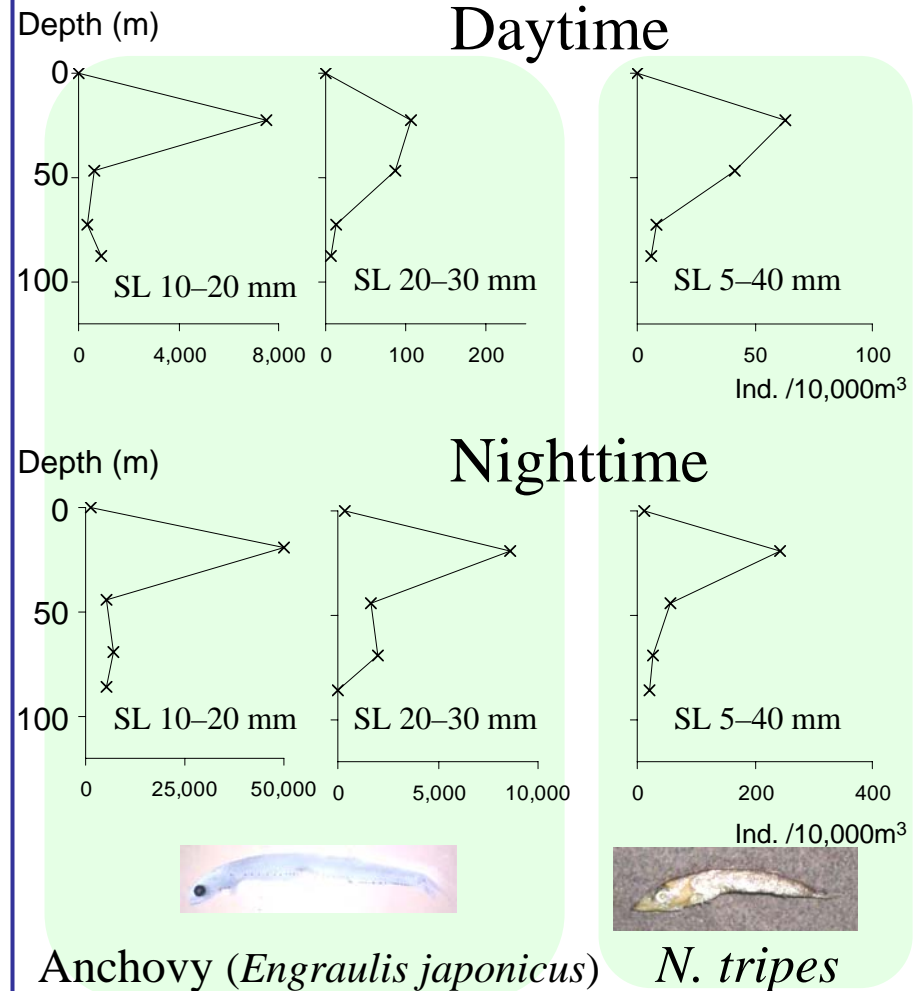 Depth (m)
Daytime
0
50
100
SL 10–20 mm
SL 20–30 mm
SL 5–40 mm
0 4,000 8,000 0 100 200 0 50 100
Ind. /10,000m³
Depth (m)
Nighttime
0
50
100
SL 10–20 mm
SL 20–30 mm
SL 5–40 mm
0 25,000 50,000 0 5,000 10,000 0 200 400
Ind. /10,000m³
Anchovy (Engraulis japonicus)
N. tripes